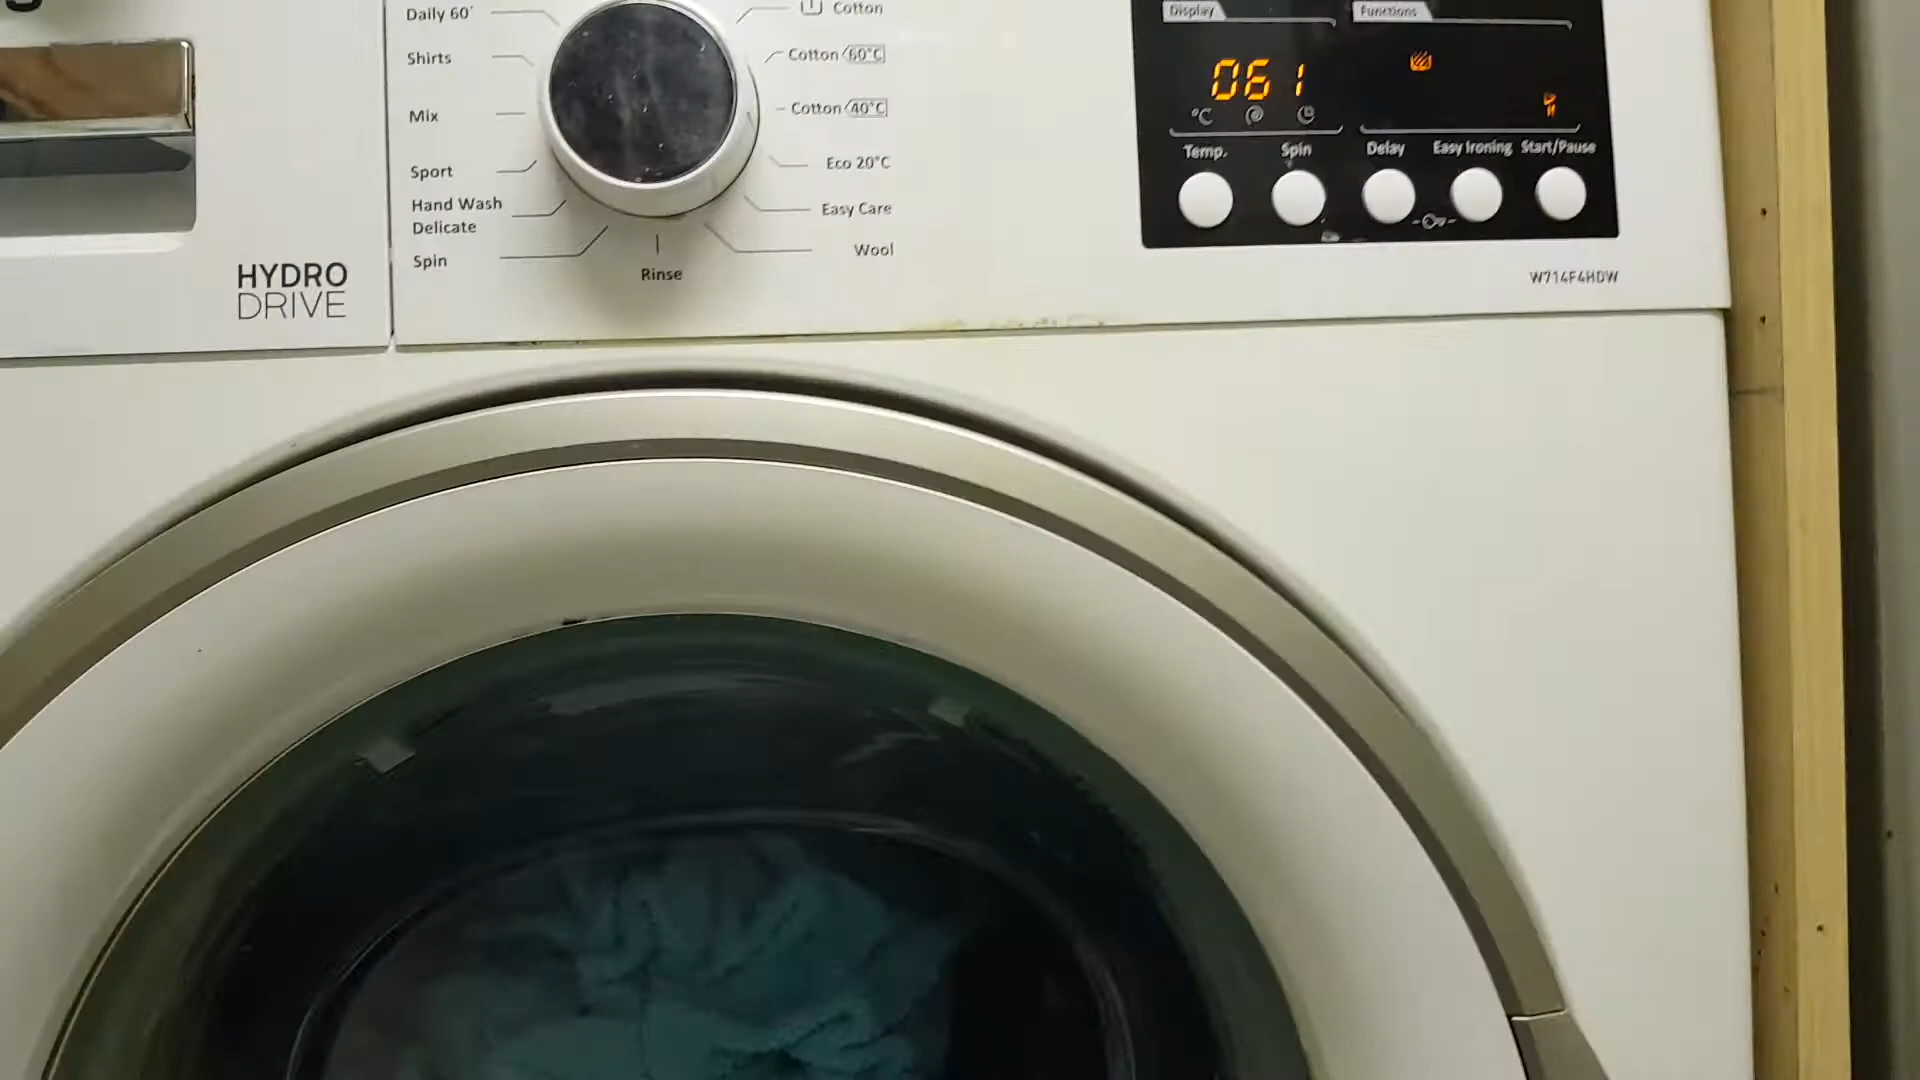 Daily 60'
Shirts
Mix
Sport
Hand Wash
Delicate
Spin
Rinse
Cotton
Cotton 60°C
Cotton 40°C
Eco 20°C
Easy Care
Wool
HYDRO
DRIVE
Display
Functions
061
°C
Temp.
Spin
Delay
Easy Ironing
Start/Pause
W714F4HDW